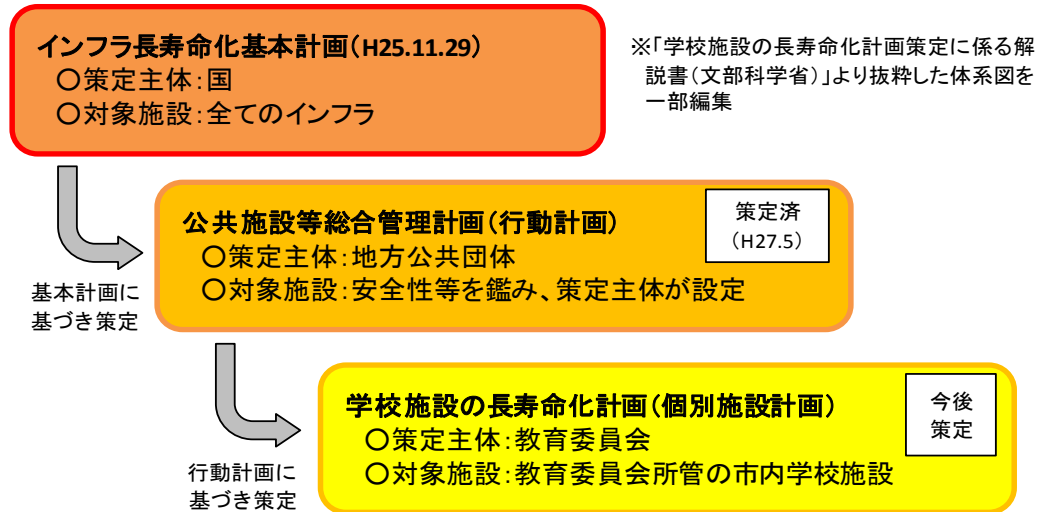 インフラ長寿命化基本計画(H25.11.29)
〇策定主体:国
〇対象施設:全てのインフラ
※「学校施設の長寿命化計画策定に係る解
説書(文部科学省)」より抜粋した体系図を
一部編集
公共施設等総合管理計画(行動計画)
〇策定主体:地方公共団体
〇対象施設:安全性等を鑑み、策定主体が設定
策定済
(H27.5)
基本計画に
基づき策定
学校施設の長寿命化計画(個別施設計画)
〇策定主体:教育委員会
〇対象施設:教育委員会所管の市内学校施設
今後
策定
行動計画に
基づき策定